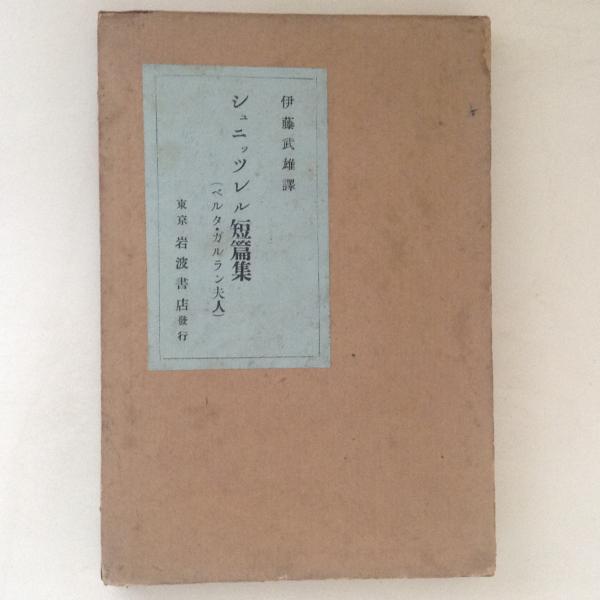 伊藤武雄譯
シュニッツレル短篇集
(ベルタ・ガルラン夫人)
東京 岩波書店發行